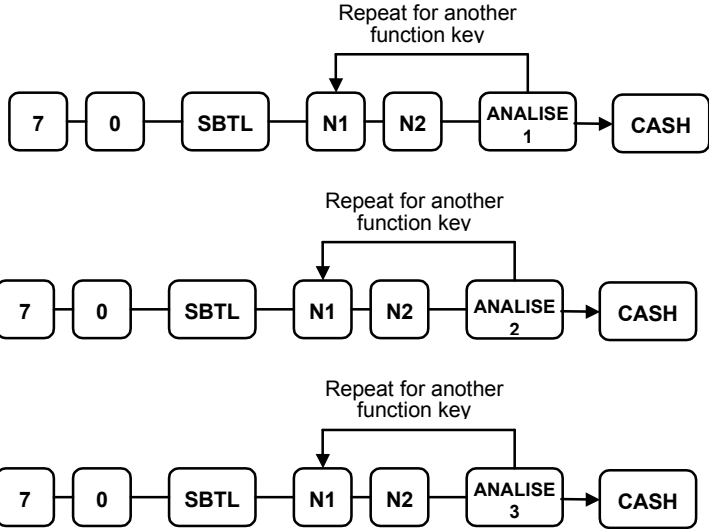 Repeat for another
function key
7 0 SBTL N1 N2 ANALISE
1
CASH
Repeat for another
function key
7 0 SBTL N1 N2 ANALISE
2
CASH
Repeat for another
function key
7 0 SBTL N1 N2 ANALISE
3
CASH